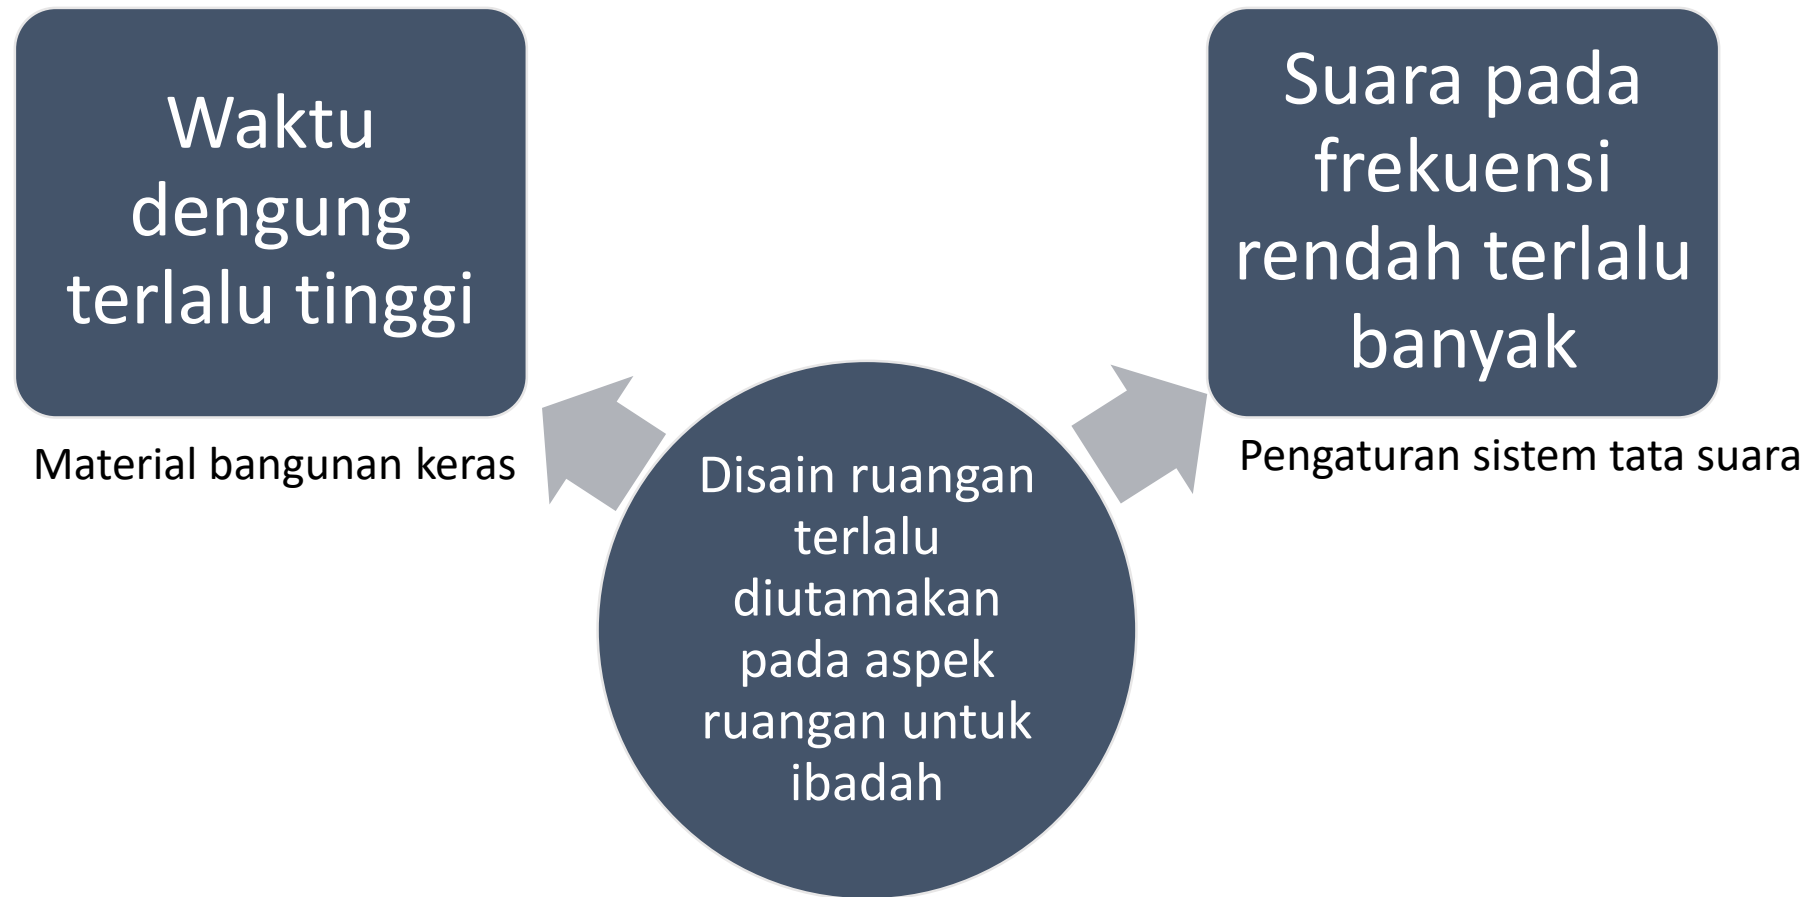 Waktu
dengung
terlalu tinggi
Material bangunan keras
Suara pada
frekuensi
rendah terlalu
banyak
Pengaturan sistem tata suara
Disain ruangan
terlalu
diutamakan
pada aspek
ruangan untuk
ibadah